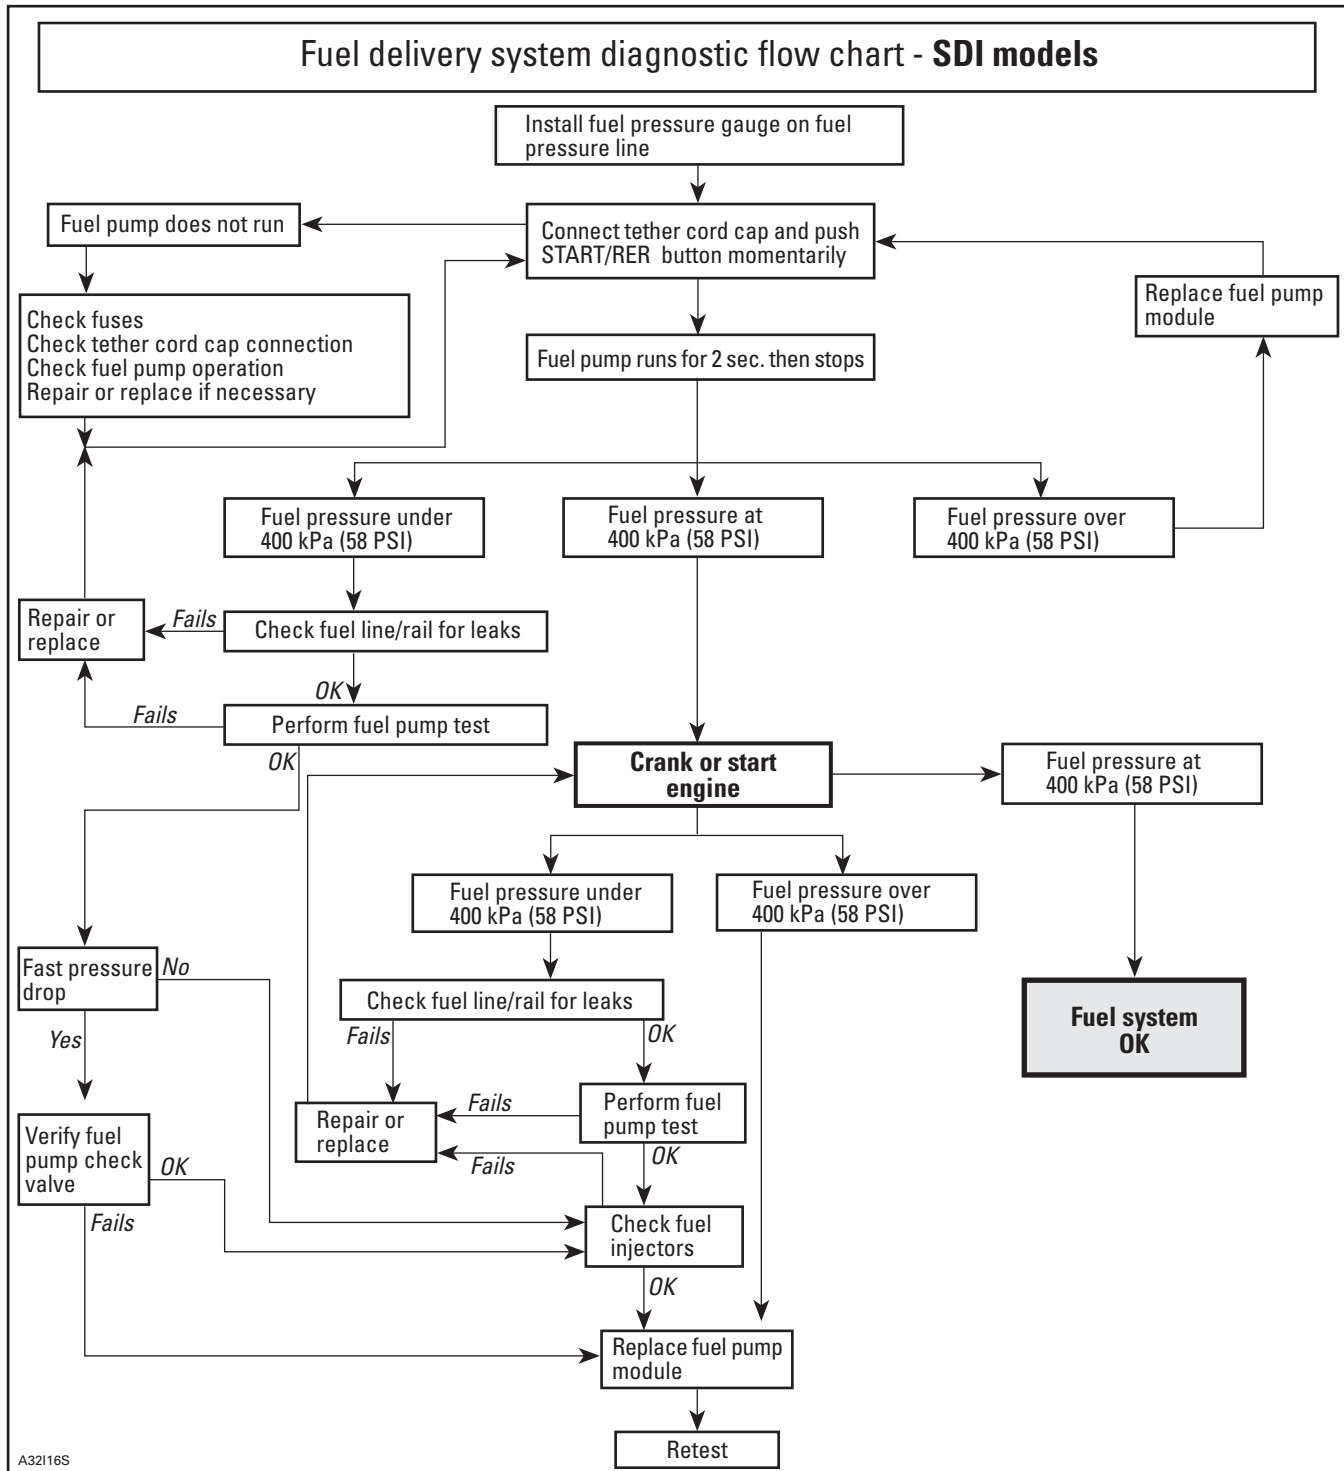 Fuel delivery system diagnostic flow chart - SDI models
Install fuel pressure gauge on fuel
pressure line
Fuel pump does not run
Connect tether cord cap and push
START/RER button momentarily
Check fuses
Check tether cord cap connection
Check fuel pump operation
Repair or replace if necessary
Replace fuel pump
module
Fuel pump runs for 2 sec. then stops
Fuel pressure under
400 kPa (58 PSI)
Fuel pressure at
400 kPa (58 PSI)
Fuel pressure over
400 kPa (58 PSI)
Repair or
replace
Fails
Check fuel line/rail for leaks
OK
Fails
Perform fuel pump test
OK
Crank or start
engine
Fuel pressure at
400 kPa (58 PSI)
Fuel pressure under
400 kPa (58 PSI)
Fuel pressure over
400 kPa (58 PSI)
Fast pressure
drop
No
Yes
Check fuel line/rail for leaks
Fails
OK
Fuel system
OK
Repair or
replace
Fails
Perform fuel
pump test
Fails
OK
Verify fuel
pump check
valve
OK
Fails
Check fuel
injectors
OK
Replace fuel pump
module
Retest
A32I16S